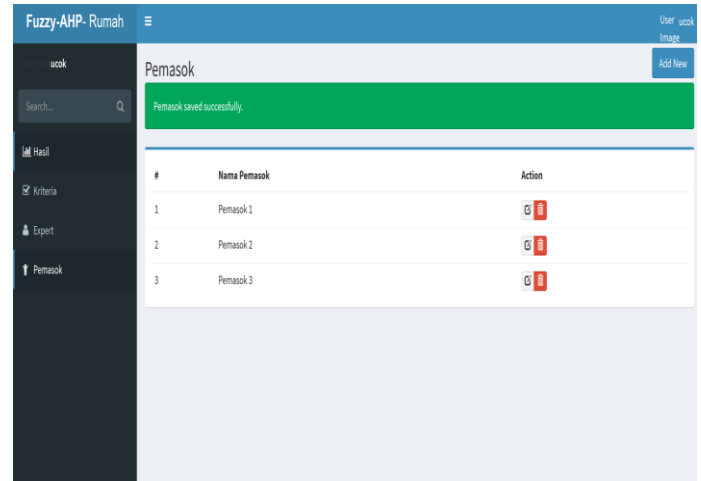 Fuzzy-AHP- Rumah
User ucok
Image
ucok
Search...
Hasil
Kriteria
Expert
Pemasok
Pemasok
Add New
Pemasok saved successfully.
# Nama Pemasok Action
1 Pemasok 1
2 Pemasok 2
3 Pemasok 3